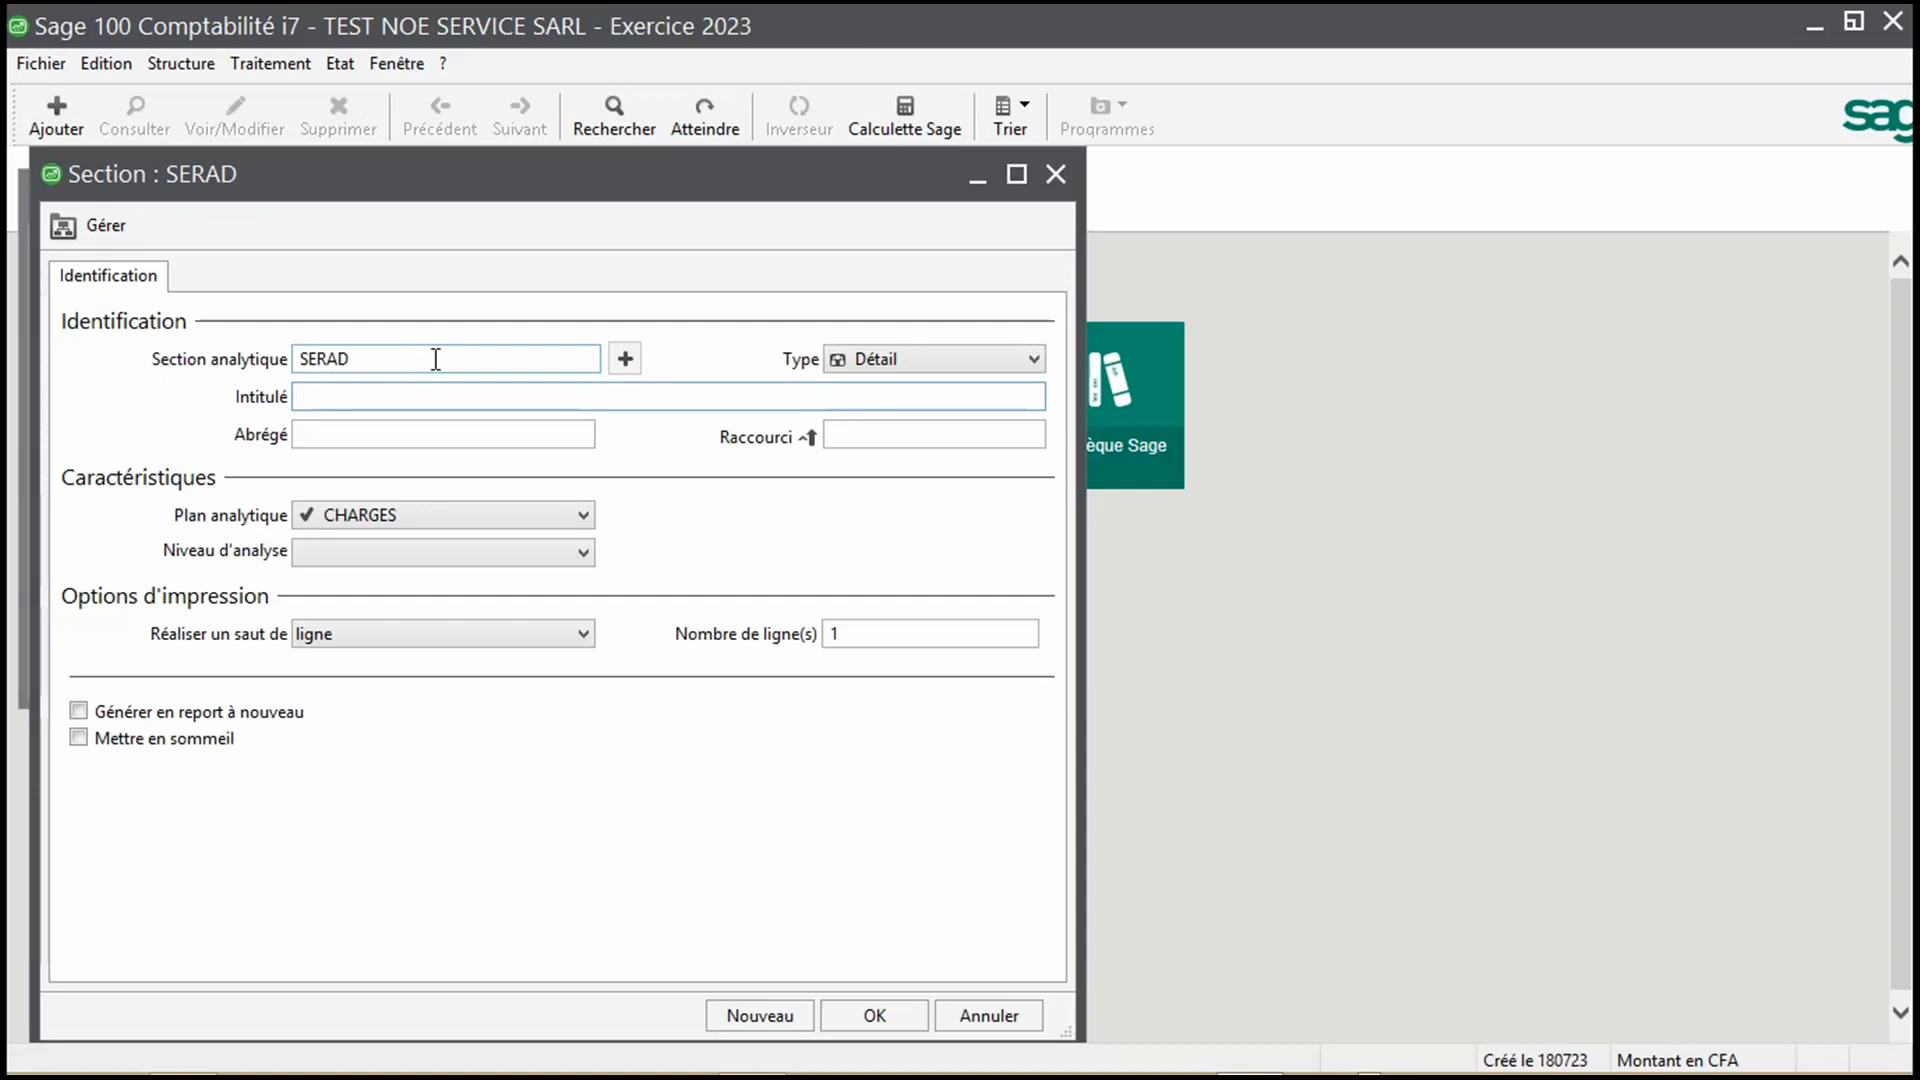 Sage 100 Comptabilité i7 - TEST NOE SERVICE SARL - Exercice 2023
Fichier Edition Structure Traitement Etat Fenêtre ?
Ajouter Consulter Voir/Modifier Supprimer Précédent Suivant Rechercher Atteindre Inverseur Calculette Sage Trier Programmes
sag
Section : SERAD
Gérer
Identification
Identification
Section analytique SERAD Type Détail
Intitulé
Abrégé Raccourci
èque Sage
Caractéristiques
Plan analytique CHARGES
Niveau d'analyse
Options d'impression
Réaliser un saut de ligne Nombre de ligne(s) 1
Générer en report à nouveau
Mettre en sommeil
Nouveau OK Annuler
Créé le 180723 Montant en CFA